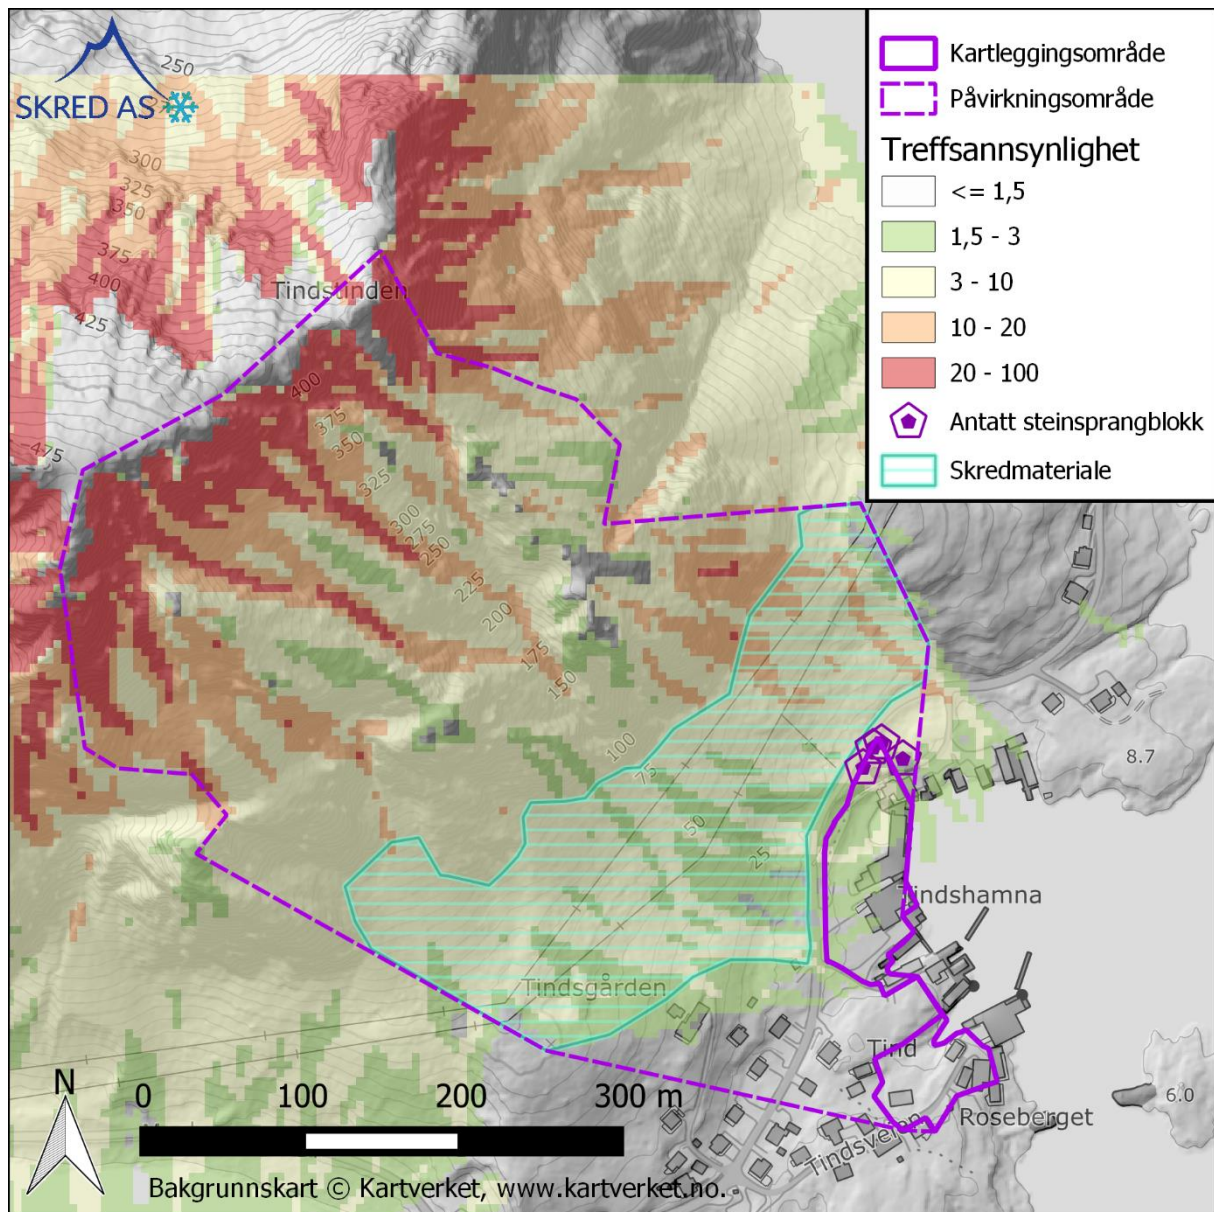 250
SKRED AS
300
325
350
375
400
425
475
Tindstinden
400
375
350
325
300
275
250
225
200
175
150
100
75
50
25
Kartleggingsområde
Påvirkningsområde
Treffsannsynlighet
<= 1,5
1,5 - 3
3 - 10
10 - 20
20 - 100
Antatt steinsprangblokk
Skredmateriale
8.7
Tindshamna
Tindsgården
Tind
6.0
Roseberget
Tindsveien
N
0 100 200 300 m
Bakgrunnskart © Kartverket, www.kartverket.no.